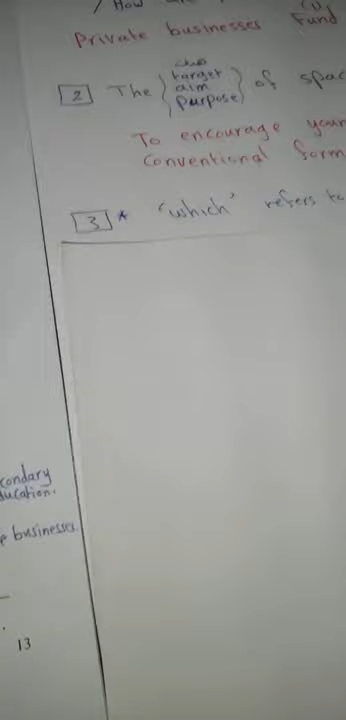 / How
Private businesses Fund
2 The { target aim purpose } of spac
To encourage your
Conventional form
3 * 'which' refers to
condary
ducation.
e businesses.
13